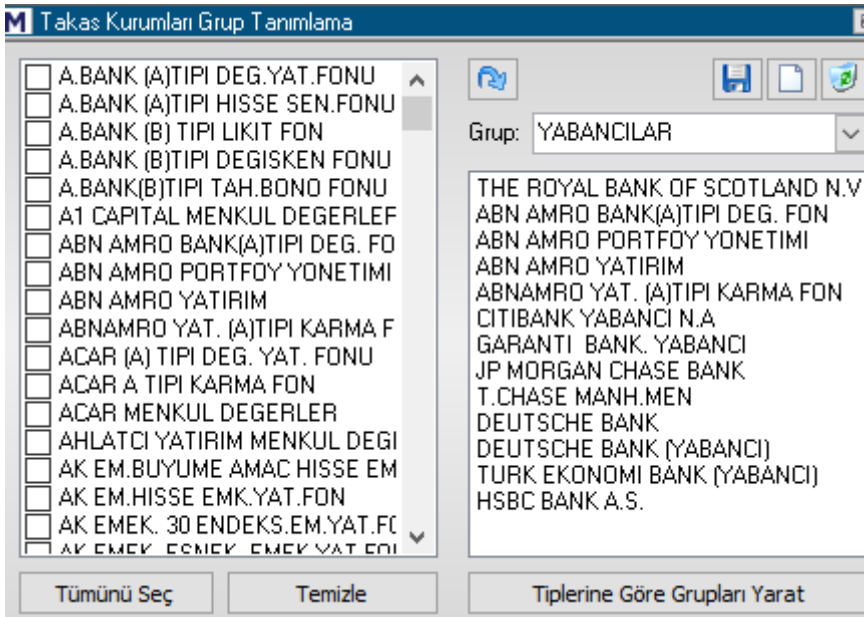 M Takas Kurumları Grup Tanımlama
A.BANK (A)TIPI DEG.YAT.FONU
A.BANK (A)TIPI HISSE SEN.FONU
A.BANK (B) TIPI LIKIT FON
A.BANK (B)TIPI DEGISKEN FONU
A.BANK(B)TIPI TAH.BONO FONU
A1 CAPITAL MENKUL DEGERLEF
ABN AMRO BANK(A)TIPI DEG. FO
ABN AMRO PORTFOY YONETIMI
ABN AMRO YATIRIM
ABNAMRO YAT. (A)TIPI KARMA F
ACAR (A) TIPI DEG. YAT. FONU
ACAR A TIPI KARMA FON
ACAR MENKUL DEGERLER
AHLATCI YATIRIM MENKUL DEGI
AK EM.BUYUME AMAC HISSE EM
AK EM.HISSE EMK.YAT.FON
AK EMEK. 30 ENDEKS.EM.YAT.F(
AK EMEK. ESNEK. EMEK.YAT.FOI
Tümünü Seç
Temizle
Grup: YABANCILAR
THE ROYAL BANK OF SCOTLAND N.V
ABN AMRO BANK(A)TIPI DEG. FON
ABN AMRO PORTFOY YONETIMI
ABN AMRO YATIRIM
ABNAMRO YAT. (A)TIPI KARMA FON
CITIBANK YABANCI N.A
GARANTI  BANK. YABANCI
JP MORGAN CHASE BANK
T.CHASE MANH.MEN
DEUTSCHE BANK
DEUTSCHE BANK (YABANCI)
TURK EKONOMI BANK (YABANCI)
HSBC BANK A.S.
Tiplerine Göre Grupları Yarat